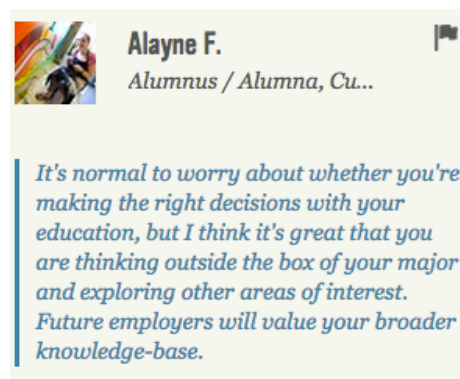 Alayne F.
Alumnus / Alumna, Cu...
It's normal to worry about whether you're
making the right decisions with your
education, but I think it's great that you
are thinking outside the box of your major
and exploring other areas of interest.
Future employers will value your broader
knowledge-base.